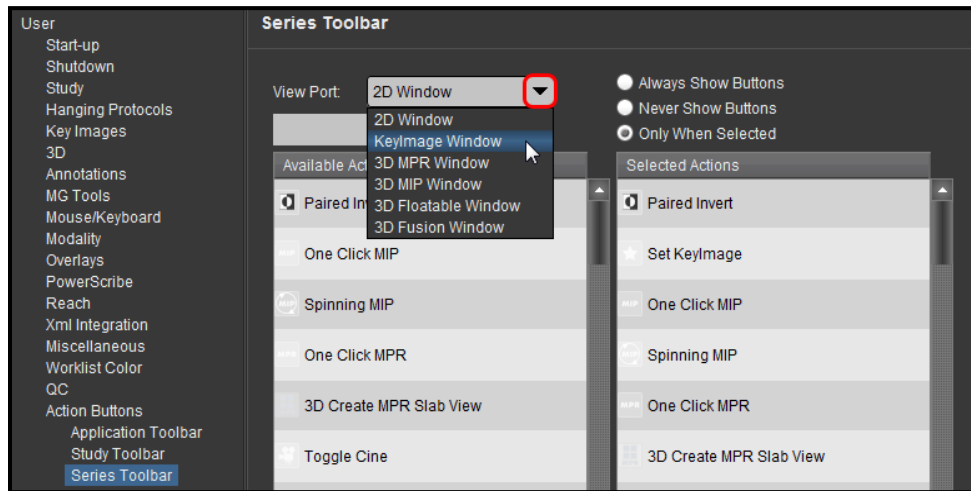 User
Start-up
Shutdown
Study
Hanging Protocols
Key Images
3D
Annotations
MG Tools
Mouse/Keyboard
Modality
Overlays
PowerScribe
Reach
Xml Integration
Miscellaneous
Worklist Color
QC
Action Buttons
Application Toolbar
Study Toolbar
Series Toolbar
Series Toolbar
View Port:
2D Window
2D Window
KeyImage Window
3D MPR Window
3D MIP Window
3D Floatable Window
3D Fusion Window
Always Show Buttons
Never Show Buttons
Only When Selected
Available Ac
Paired In
One Click MIP
Spinning MIP
One Click MPR
3D Create MPR Slab View
Toggle Cine
Selected Actions
Paired Invert
Set KeyImage
One Click MIP
Spinning MIP
One Click MPR
3D Create MPR Slab View